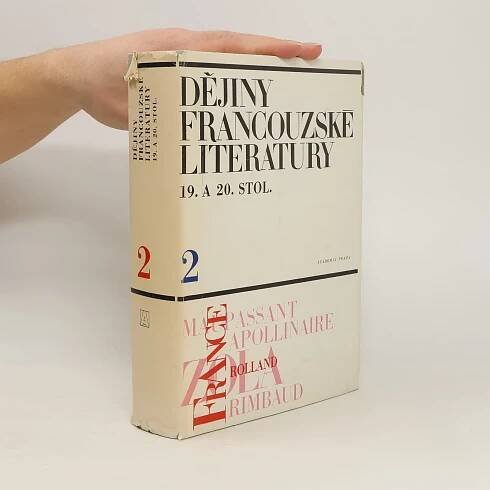 DĚJINY
FRANCOUZSKÉ
LITERATURY
19. A 20. STOL.
2
DĚJINY
FRANCOUZSKÉ
LITERATURY
19. A 20. STOL.
2
ACADEMIA PRAHA
MAUPASSANT
APOLLINAIRE
FRANCE
ZOLA
ROLLAND
RIMBAUD